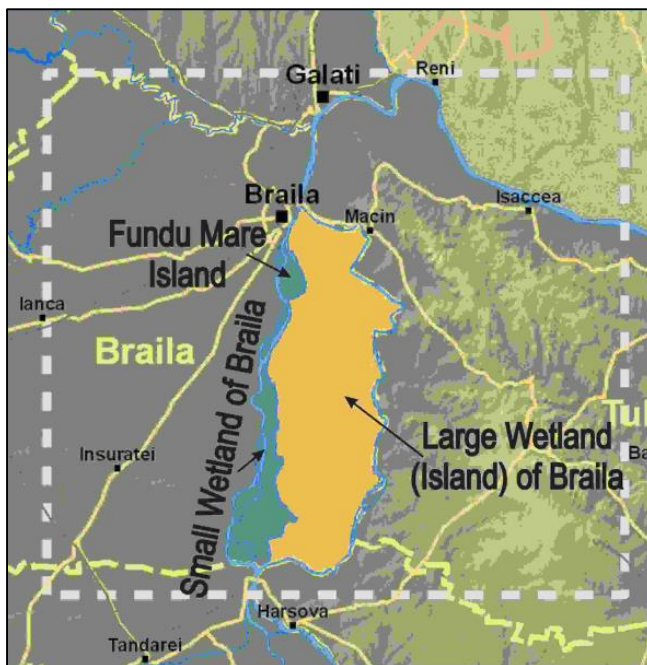 Galati
Reni
Braila
Macin
Isaccea
Fundu Mare
Island
Ianca
Braila
Small Wetland of Braila
Large Wetland
(Island) of Braila
Tul
Ba
Insuratei
Harsova
Tandarei